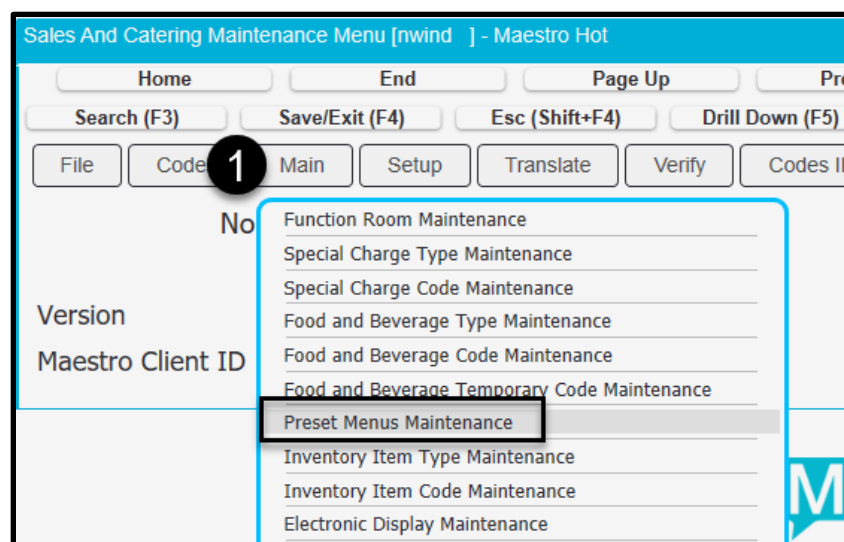 Sales And Catering Maintenance Menu [nwind ] - Maestro Hot
Home End Page Up Pr
Search (F3) Save/Exit (F4) Esc (Shift+F4) Drill Down (F5)
File Code 1 Main Setup Translate Verify Codes I
No
Function Room Maintenance
Special Charge Type Maintenance
Special Charge Code Maintenance
Version
Food and Beverage Type Maintenance
Maestro Client ID
Food and Beverage Code Maintenance
Food and Beverage Temporary Code Maintenance
Preset Menus Maintenance
Inventory Item Type Maintenance
Inventory Item Code Maintenance
Electronic Display Maintenance
M